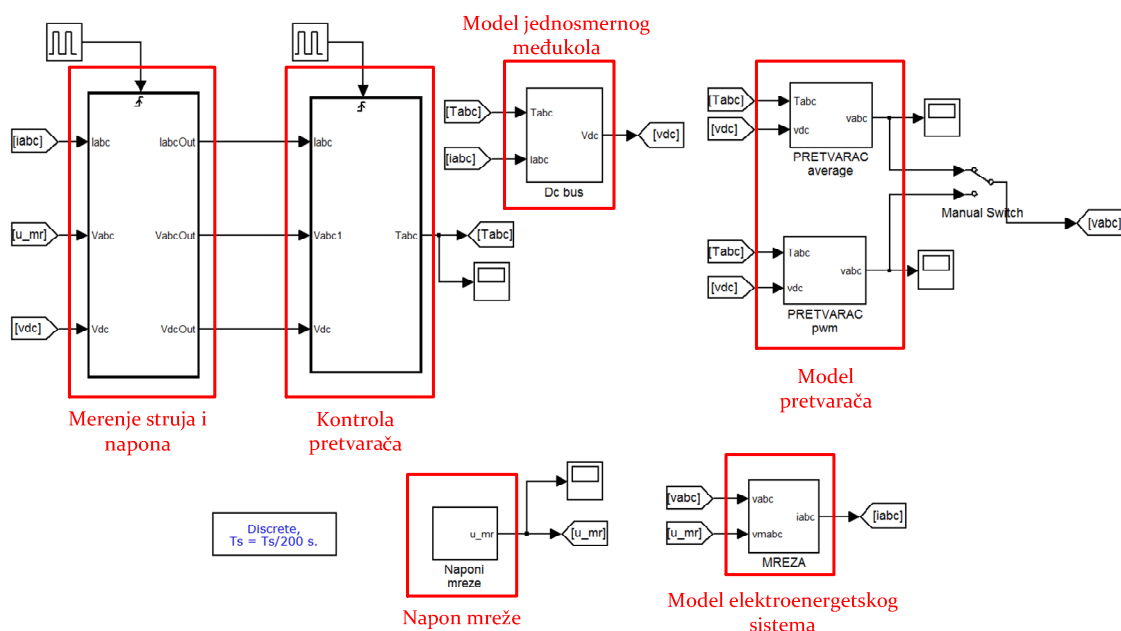 Model jednosmernog
međukola
[iabc]
[u_mr]
[vdc]
Iabc
Vabc
Vdc
IabcOut
VabcOut
VdcOut
Merenje struja i
napona
Iabc
Vabc1
Vdc
Tabc
Kontrola
pretvarača
[Tabc]
[Tabc]
[iabc]
Tabc
Iabc
Vdc
Dc bus
[vdc]
[Tabc]
[vdc]
Tabc
vdc
vabc
PRETVARAC
average
[Tabc]
[vdc]
Tabc
vdc
vabc
PRETVARAC
pwm
Manual Switch
[vabc]
Model
pretvarača
Discrete,
Ts = Ts/200 s.
u_mr
Naponi
mreze
[u_mr]
Napon mreže
[vabc]
[u_mr]
vabc
vmabc
iabc
MREZA
[iabc]
Model elektroenergetskog
sistema